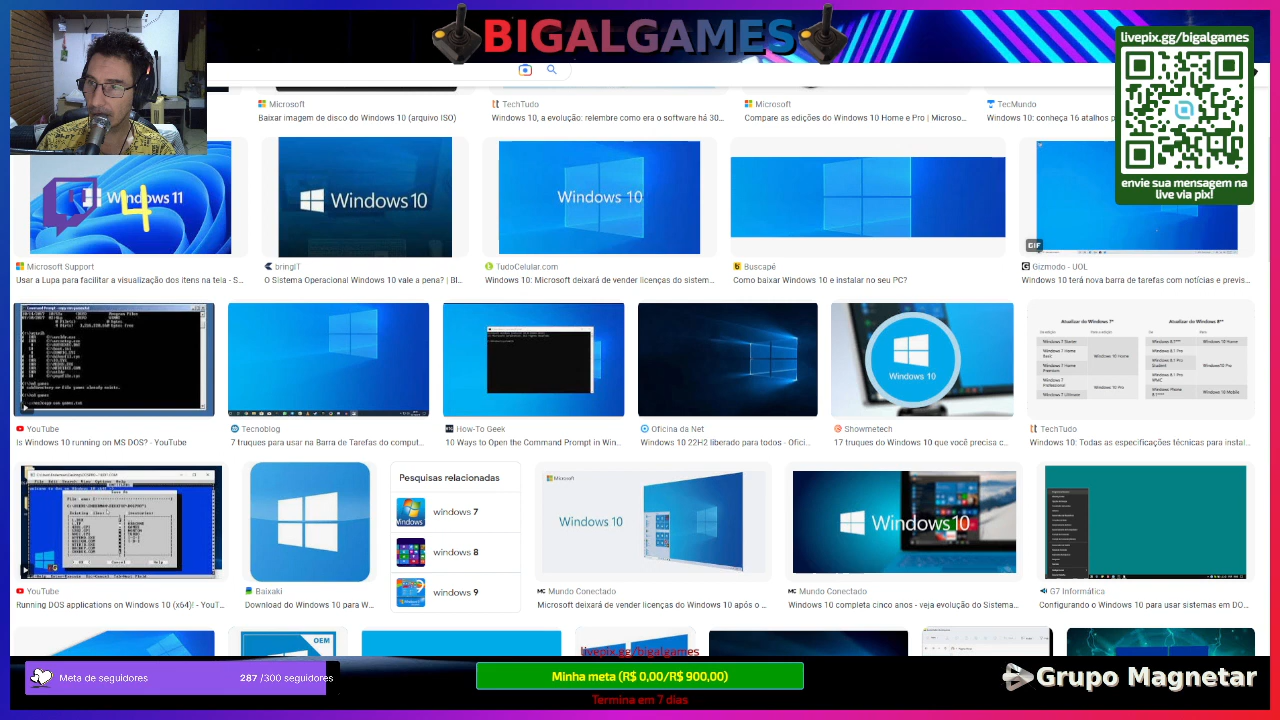 BIGALGAMES
livepix.gg/bigalgames
envie sua mensagem na
live via pix!
Microsoft
Baixar imagem de disco do Windows 10 (arquivo ISO)
TechTudo
Windows 10, a evolução: relembre como era o software há 30...
Microsoft
Compare as edições do Windows 10 Home e Pro | Microso...
TecMundo
Windows 10: conheça 16 atalhos p
Windows 11
4
Windows 10
Windows 10
GIF
Microsoft Support
Usar a Lupa para facilitar a visualização dos itens na tela - S...
bringIT
O Sistema Operacional Windows 10 vale a pena? | Bl...
TudoCelular.com
Windows 10: Microsoft deixará de vender licenças do sistem...
Buscapé
Como baixar Windows 10 e instalar no seu PC?
Gizmodo - UOL
Windows 10 terá nova barra de tarefas com notícias e previs...
Windows 10
Atualizar do Windows 7*
Atualizar do Windows 8**
YouTube
Is Windows 10 running on MS DOS? - YouTube
Tecnoblog
7 truques para usar na Barra de Tarefas do comput...
How-To Geek
10 Ways to Open the Command Prompt in Win...
Oficina da Net
Windows 10 22H2 liberado para todos - Ofici...
Showmetech
17 truques do Windows 10 que você precisa c...
TechTudo
Windows 10: Todas as especificações técnicas para instal...
Pesquisas relacionadas
windows 7
windows 8
windows 9
Microsoft
Windows 10
Windows 10
YouTube
Running DOS applications on Windows 10 (x64)! - YouT...
Baixaki
Download do Windows 10 para W...
Mundo Conectado
Microsoft deixará de vender licenças do Windows 10 após o ...
Mundo Conectado
Windows 10 completa cinco anos - veja evolução do Sistema...
G7 Informática
Configurando o Windows 10 para usar sistemas em DO...
OEM
livepix.gg/bigalgames
Meta de seguidores
287 /300 seguidores
Minha meta (R$ 0,00/R$ 900,00)
Termina em 7 dias
Grupo Magnetar